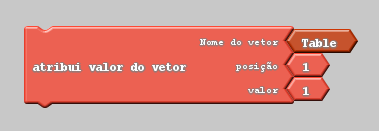 Nome do vetor Table
atribui valor do vetor posição 1
valor 1